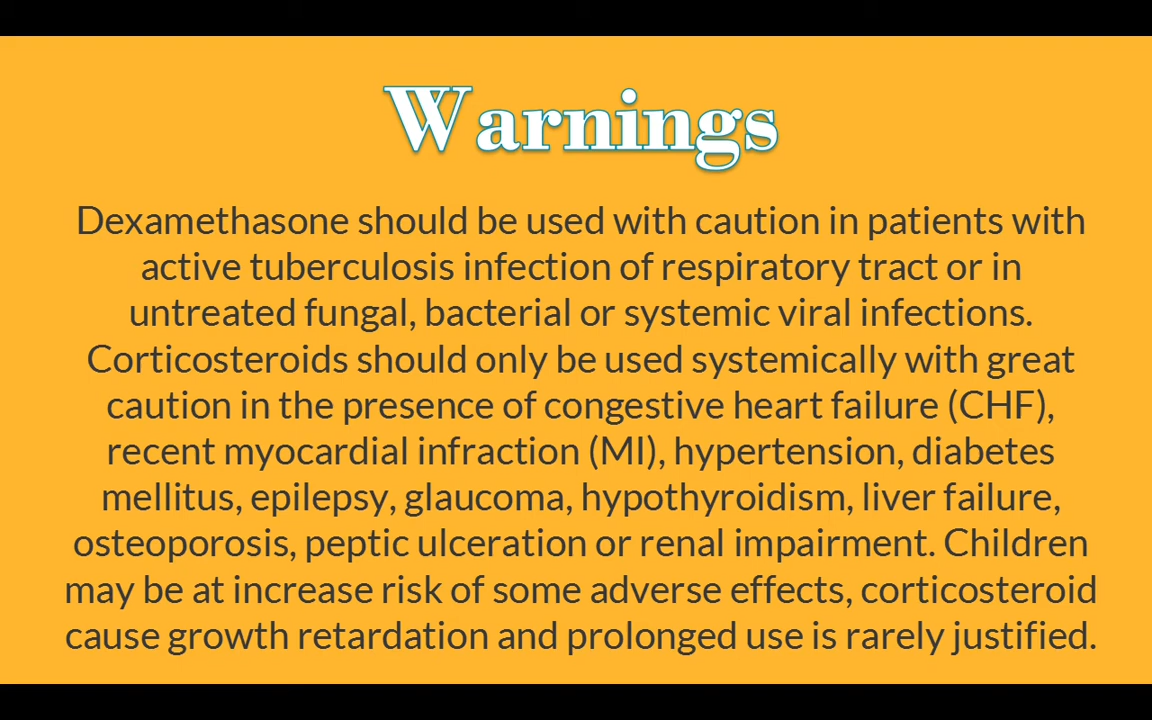 Warnings
Dexamethasone should be used with caution in patients with
active tuberculosis infection of respiratory tract or in
untreated fungal, bacterial or systemic viral infections.
Corticosteroids should only be used systemically with great
caution in the presence of congestive heart failure (CHF),
recent myocardial infraction (MI), hypertension, diabetes
mellitus, epilepsy, glaucoma, hypothyroidism, liver failure,
osteoporosis, peptic ulceration or renal impairment. Children
may be at increase risk of some adverse effects, corticosteroid
cause growth retardation and prolonged use is rarely justified.